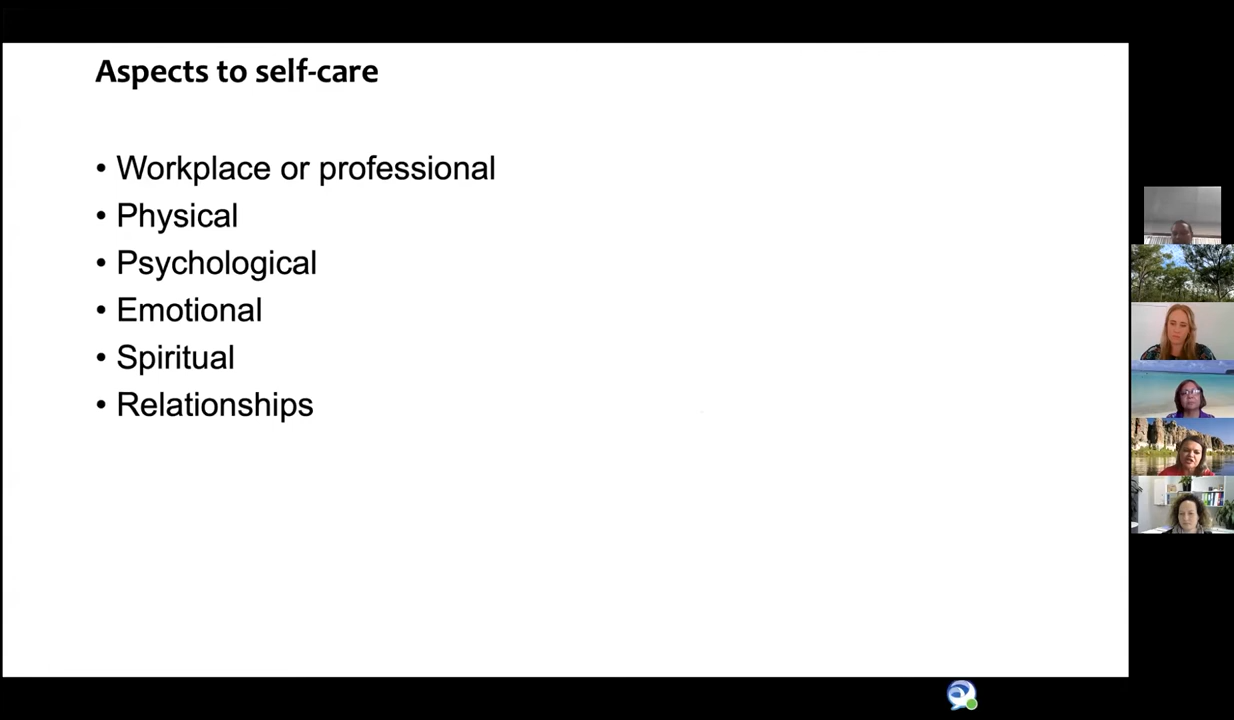 Aspects to self-care
• Workplace or professional
• Physical
• Psychological
• Emotional
• Spiritual
• Relationships